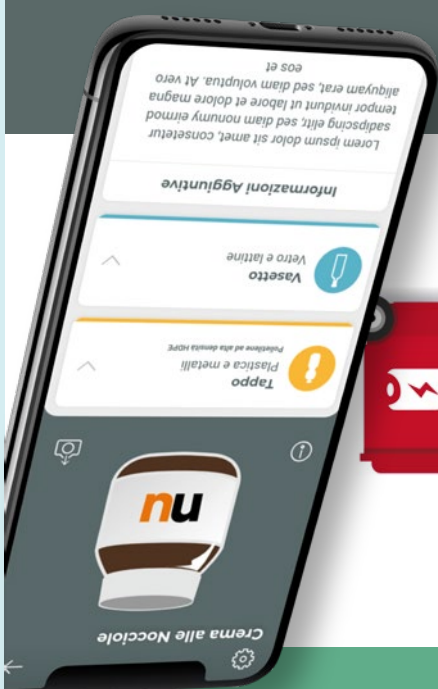 Crema alle Nocciole
nu
Tappo
Plastica e metalli
Polietilene ad alta densità HDPE
Vasetto
Vetro e lattine
Informazioni Aggiuntive
Lorem ipsum dolor sit amet, consetetur
sadipscing elitr, sed diam nonumy eirmod
tempor invidunt ut labore et dolore magna
aliquyam erat, sed diam voluptua. At vero
eos et